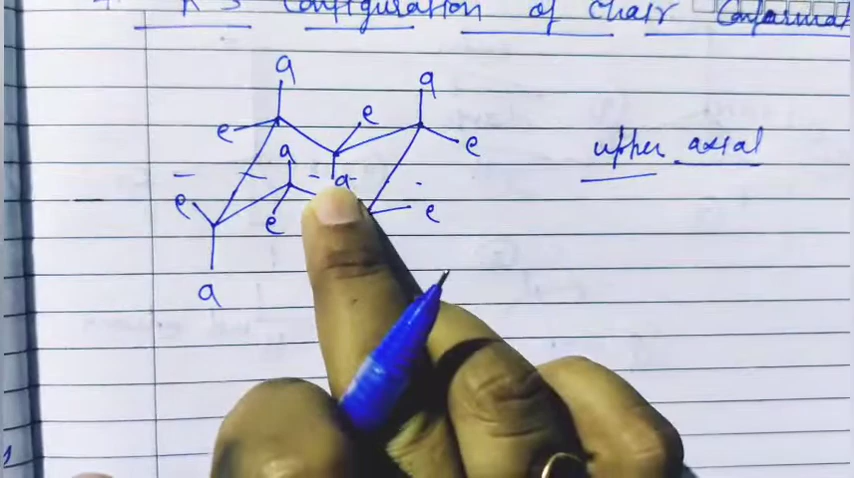 R S Configuration of chair Conformat
a a
e e e
a upper axial
a
e e e
a